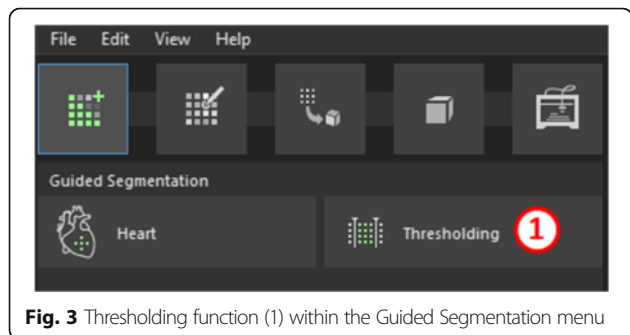 File Edit View Help
Guided Segmentation
Heart Thresholding 1
Fig. 3 Thresholding function (1) within the Guided Segmentation menu